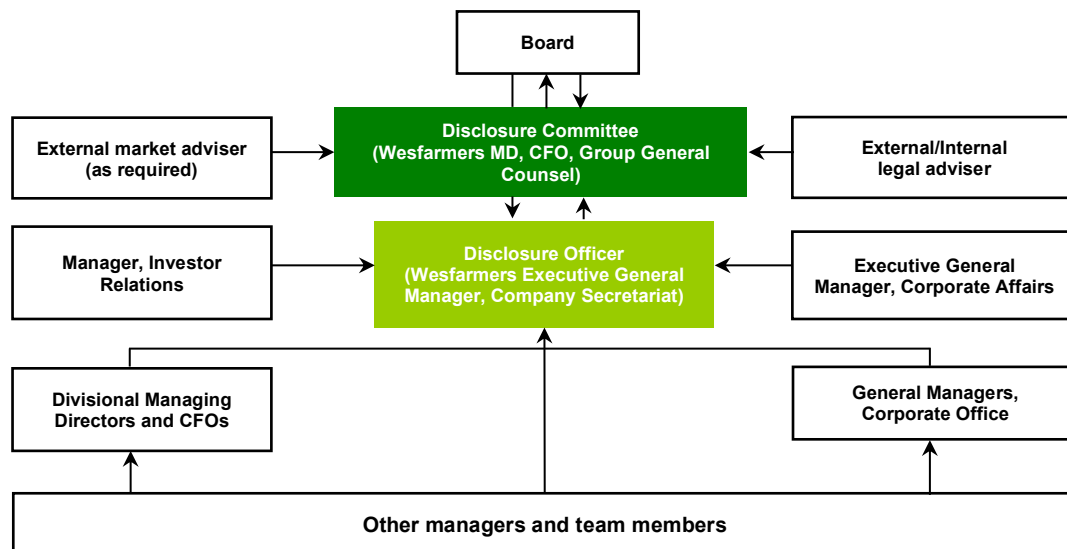 Board
Disclosure Committee
(Wesfarmers MD, CFO, Group General
Counsel)
External market adviser
(as required)
External/Internal
legal adviser
Disclosure Officer
(Wesfarmers Executive General
Manager, Company Secretariat)
Manager, Investor
Relations
Executive General
Manager, Corporate Affairs
Divisional Managing
Directors and CFOs
General Managers,
Corporate Office
Other managers and team members